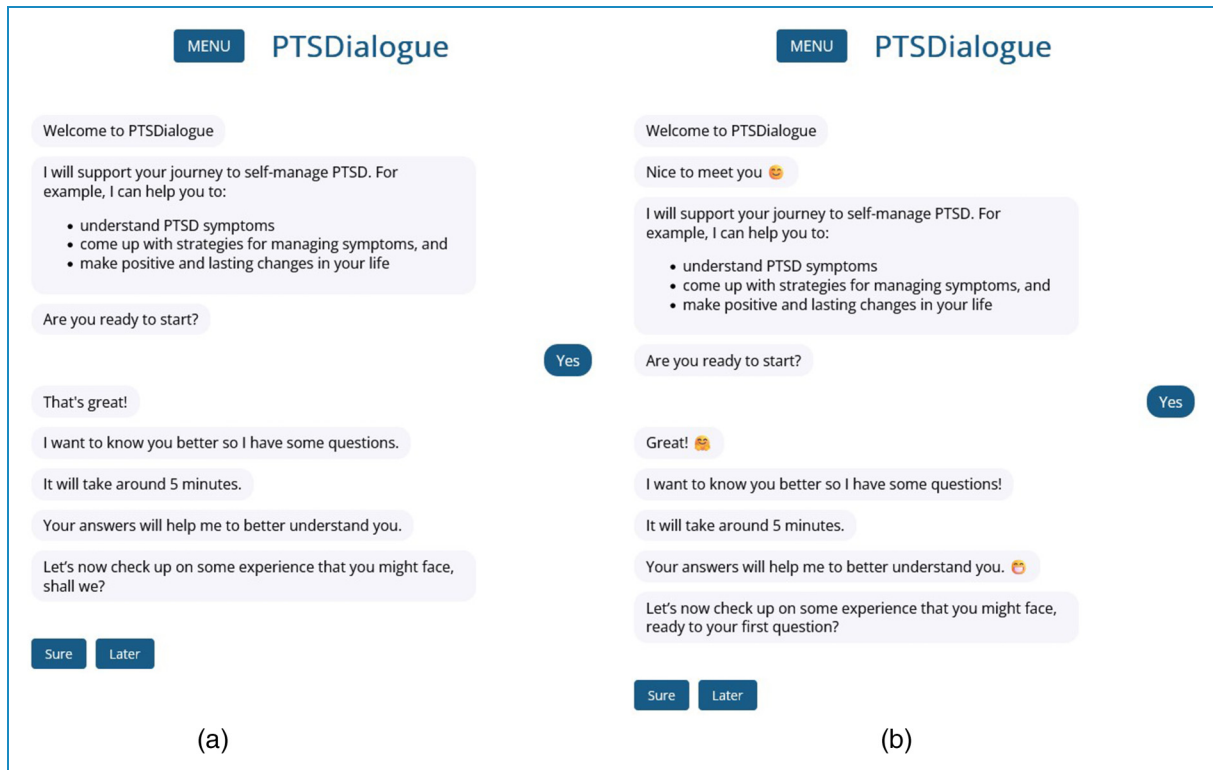 MENU PTSDialogue
Welcome to PTSDialogue
I will support your journey to self-manage PTSD. For
example, I can help you to:
• understand PTSD symptoms
• come up with strategies for managing symptoms, and
• make positive and lasting changes in your life
Are you ready to start?
Yes
That's great!
I want to know you better so I have some questions.
It will take around 5 minutes.
Your answers will help me to better understand you.
Let's now check up on some experience that you might face,
shall we?
Sure Later
(a)
MENU PTSDialogue
Welcome to PTSDialogue
Nice to meet you 😊
I will support your journey to self-manage PTSD. For
example, I can help you to:
• understand PTSD symptoms
• come up with strategies for managing symptoms, and
• make positive and lasting changes in your life
Are you ready to start?
Yes
Great! 🤗
I want to know you better so I have some questions!
It will take around 5 minutes.
Your answers will help me to better understand you. 😁
Let's now check up on some experience that you might face,
ready to your first question?
Sure Later
(b)